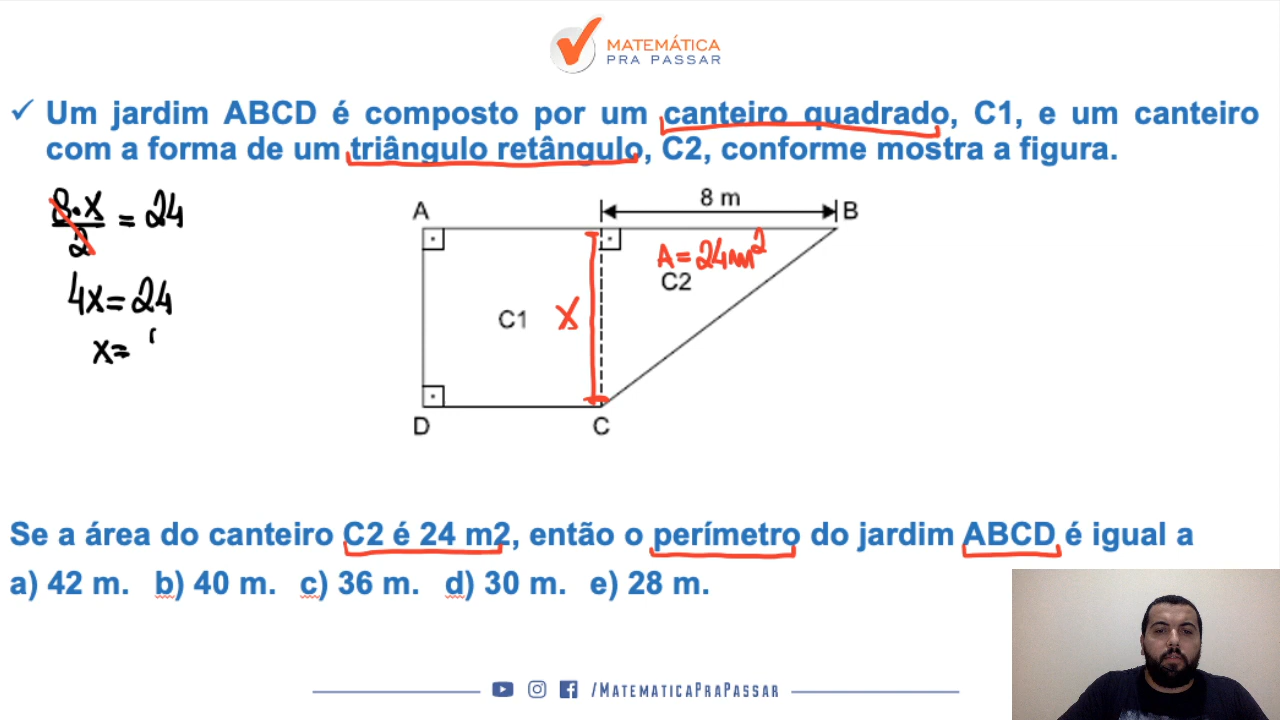 MATEMÁTICA
PRA PASSAR
✓ Um jardim ABCD é composto por um canteiro quadrado, C1, e um canteiro
com a forma de um triângulo retângulo, C2, conforme mostra a figura.
8·x/2 = 24
4x = 24
x =
8 m
A
B
A = 24m²
C2
C1
X
D
C
Se a área do canteiro C2 é 24 m2, então o perímetro do jardim ABCD é igual a
a) 42 m. b) 40 m. c) 36 m. d) 30 m. e) 28 m.
/MATEMATICAPRAPASSAR